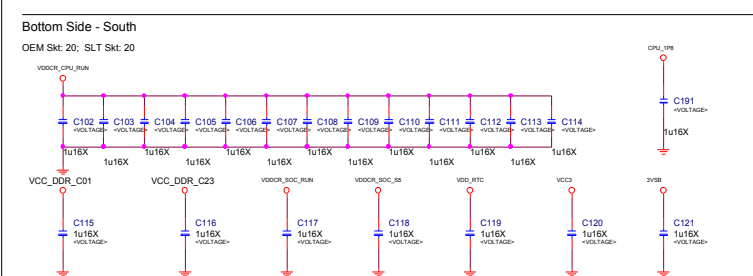 Bottom Side - South
OEM Skt: 20; SLT Skt: 20
CPU_1P8
VDDCR_CPU_RUN
C191
<VOLTAGE>
1u16X
C102 C103 C104 C105 C106 C107 C108 C109 C110 C111 C112 C113 C114
<VOLTAGE> <VOLTAGE> <VOLTAGE> <VOLTAGE> <VOLTAGE> <VOLTAGE> <VOLTAGE> <VOLTAGE> <VOLTAGE> <VOLTAGE> <VOLTAGE> <VOLTAGE> <VOLTAGE>
1u16X 1u16X 1u16X 1u16X 1u16X 1u16X 1u16X
1u16X 1u16X 1u16X 1u16X 1u16X 1u16X
VCC_DDR_C01 VCC_DDR_C23 VDDCR_SOC_RUN VDDCR_SOC_S5 VDD_RTC VCC3 3VSB
C115 C116 C117 C118 C119 C120 C121
1u16X 1u16X 1u16X 1u16X 1u16X 1u16X 1u16X
<VOLTAGE> <VOLTAGE> <VOLTAGE> <VOLTAGE> <VOLTAGE> <VOLTAGE> <VOLTAGE>